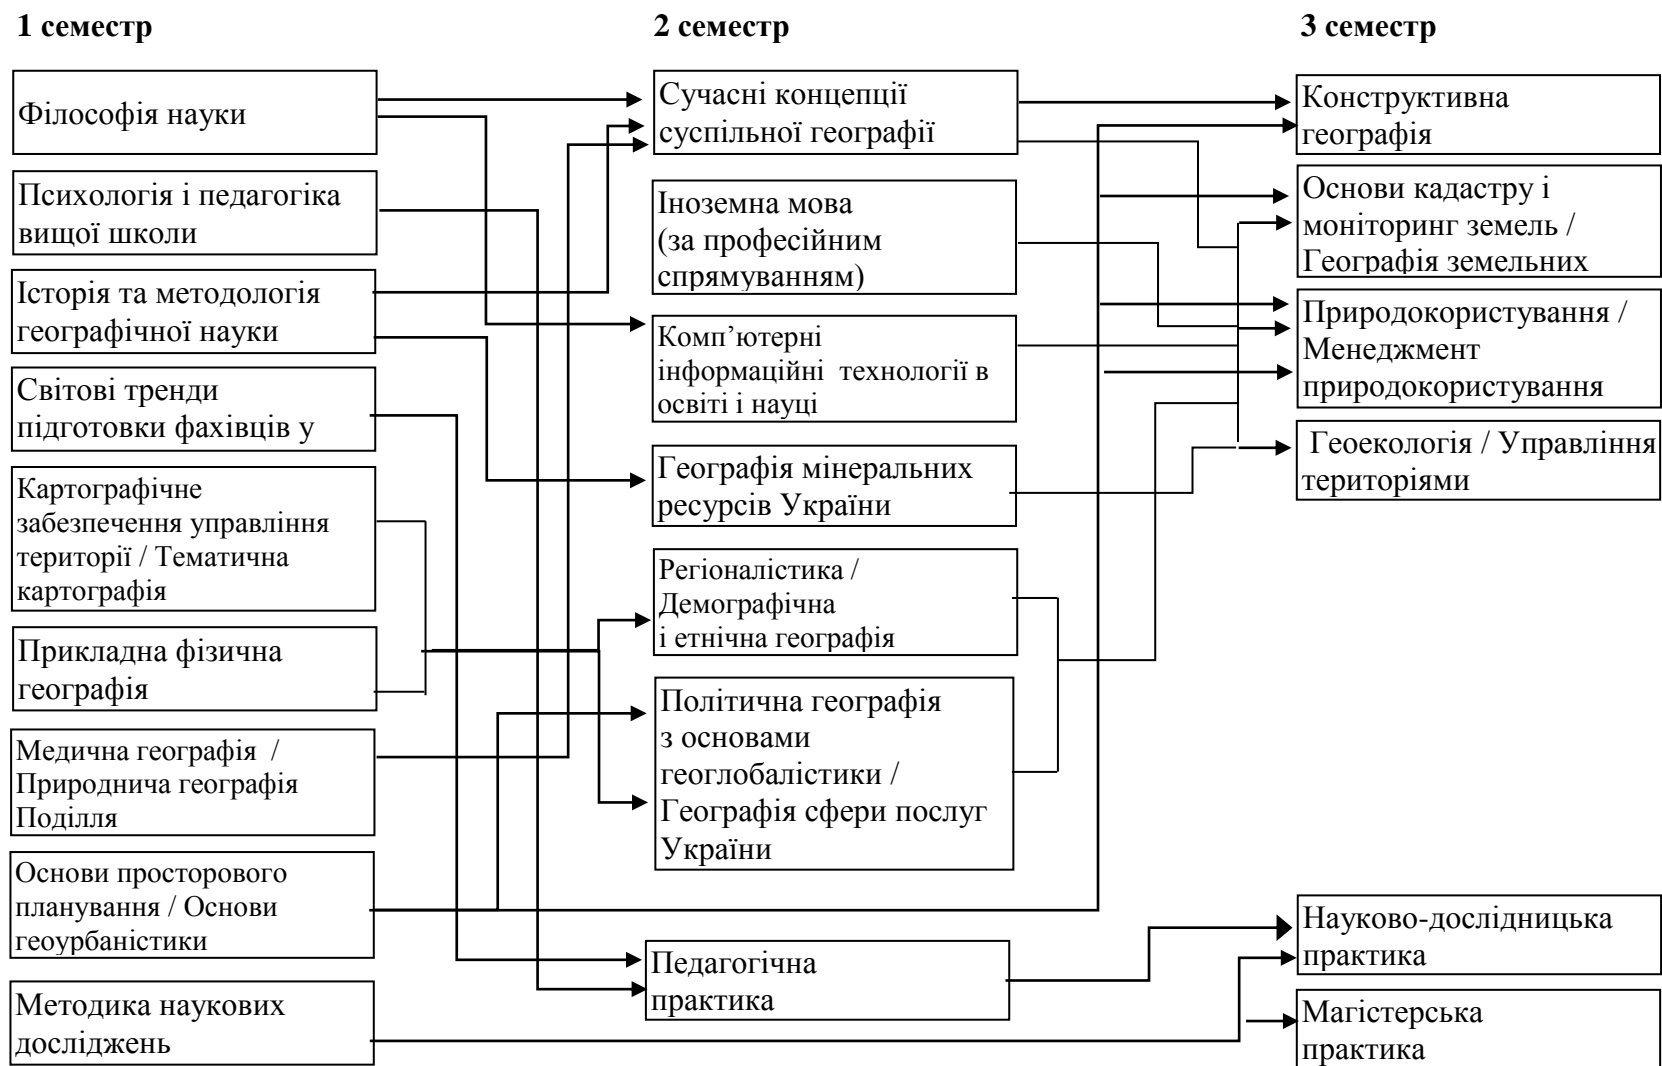 1 семестр
2 семестр
3 семестр
Філософія науки
Психологія і педагогіка
вищої школи
Історія та методологія
географічної науки
Світові тренди
підготовки фахівців у
Картографічне
забезпечення управління
території / Тематична
картографія
Прикладна фізична
географія
Медична географія /
Природнича географія
Поділля
Основи просторового
планування / Основи
геоурбаністики
Методика наукових
досліджень
Сучасні концепції
суспільної географії
Іноземна мова
(за професійним
спрямуванням)
Комп’ютерні
інформаційні технології в
освіті і науці
Географія мінеральних
ресурсів України
Регіоналістика /
Демографічна
і етнічна географія
Політична географія
з основами
геоглобалістики /
Географія сфери послуг
України
Педагогічна
практика
Конструктивна
географія
Основи кадастру і
моніторинг земель /
Географія земельних
Природокористування /
Менеджмент
природокористування
Геоекологія / Управління
територіями
Науково-дослідницька
практика
Магістерська
практика